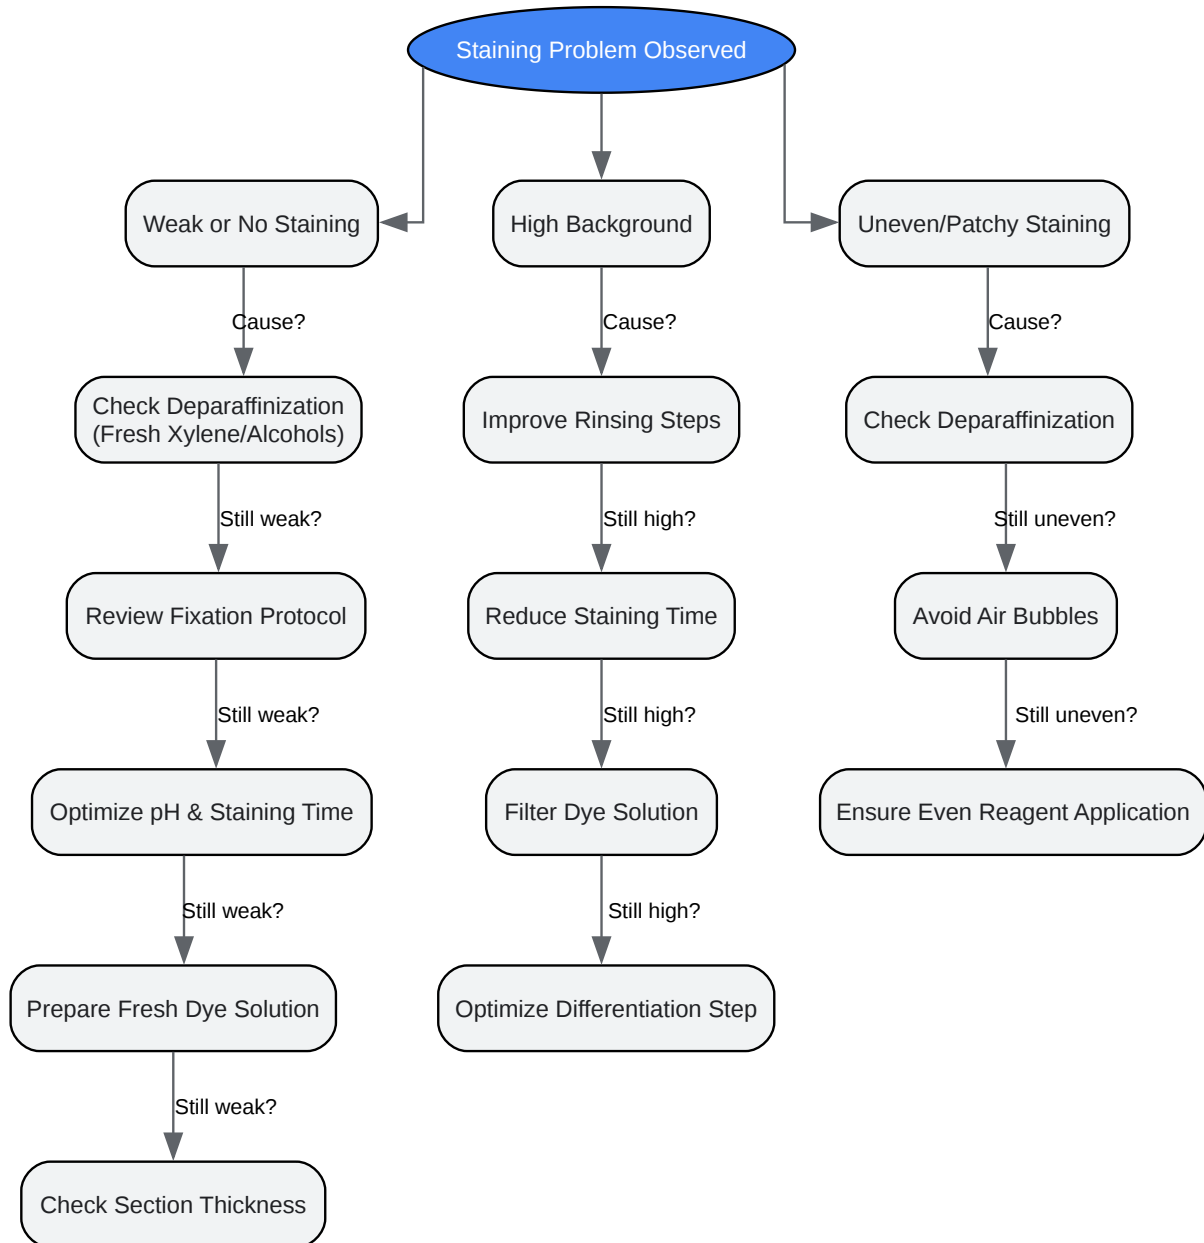 Staining Problem Observed
Weak or No Staining
High Background
Uneven/Patchy Staining
Cause?
Cause?
Cause?
Check Deparaffinization
(Fresh Xylene/Alcohols)
Improve Rinsing Steps
Check Deparaffinization
Still weak?
Still high?
Still uneven?
Review Fixation Protocol
Reduce Staining Time
Avoid Air Bubbles
Still weak?
Still high?
Still uneven?
Optimize pH & Staining Time
Filter Dye Solution
Ensure Even Reagent Application
Still weak?
Still high?
Prepare Fresh Dye Solution
Optimize Differentiation Step
Still weak?
Check Section Thickness